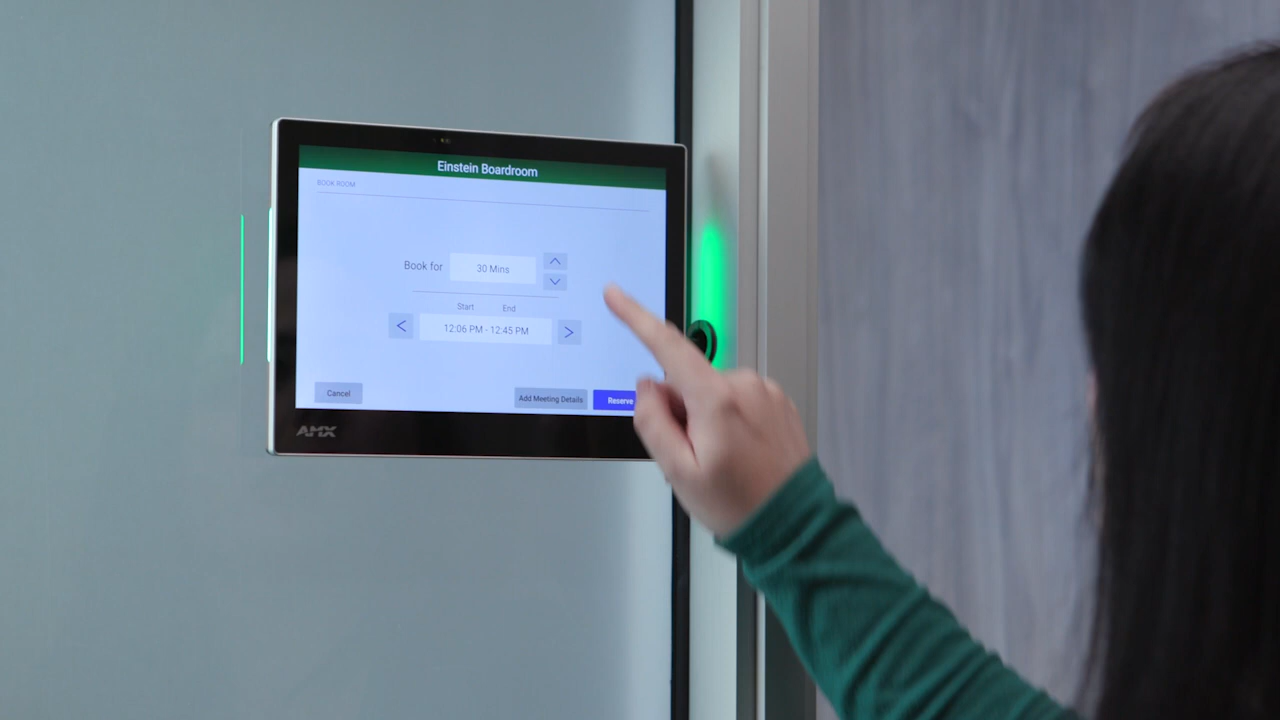 Einstein Boardroom
BOOK ROOM
Book for
30 Mins
Start End
12:06 PM - 12:45 PM
Cancel
Add Meeting Details
Reserve
AMX